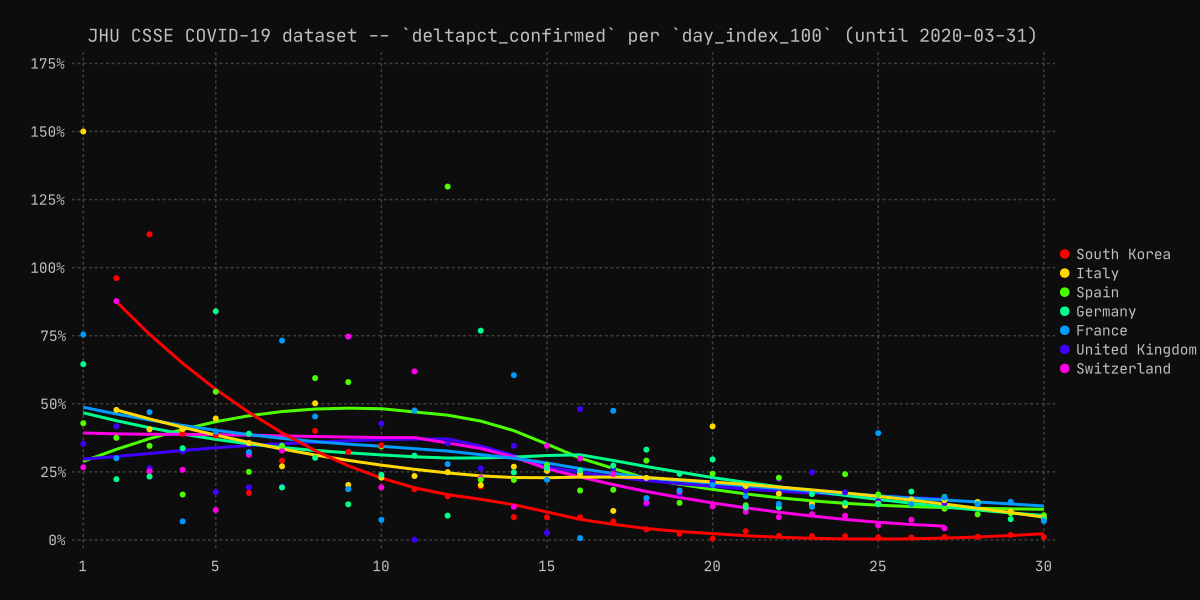 JHU CSSE COVID-19 dataset -- `deltapct_confirmed` per `day_index_100` (until 2020-03-31)
175%
150%
125%
100%
75%
50%
25%
0%
1 5 10 15 20 25 30
South Korea
Italy
Spain
Germany
France
United Kingdom
Switzerland